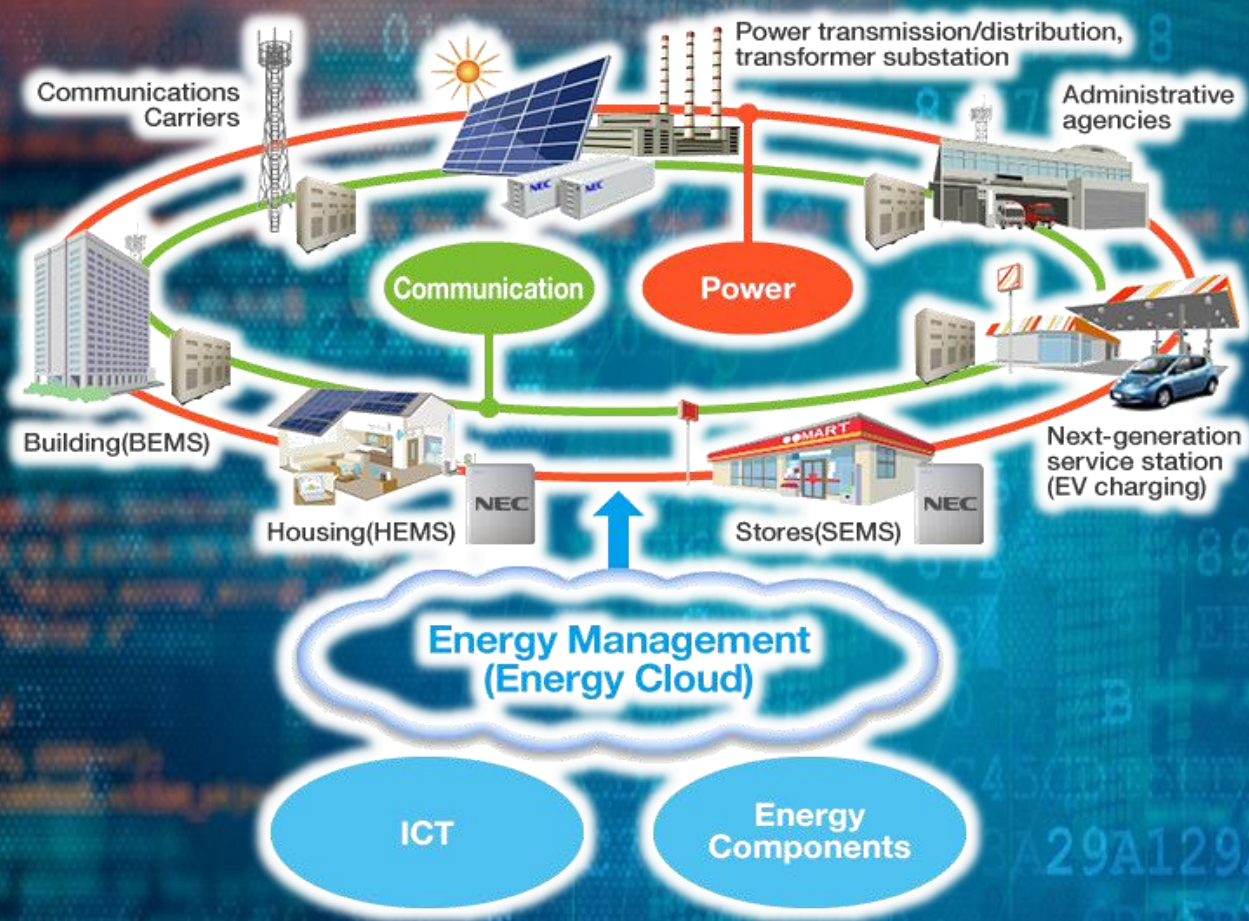 Power transmission/distribution,
transformer substation
Communications
Carriers
Administrative
agencies
NEC
NEC
Communication
Power
Building(BEMS)
●●MART
Next-generation
service station
(EV charging)
NEC
NEC
Housing(HEMS)
Stores(SEMS)
Energy Management
(Energy Cloud)
ICT
Energy
Components
29A129